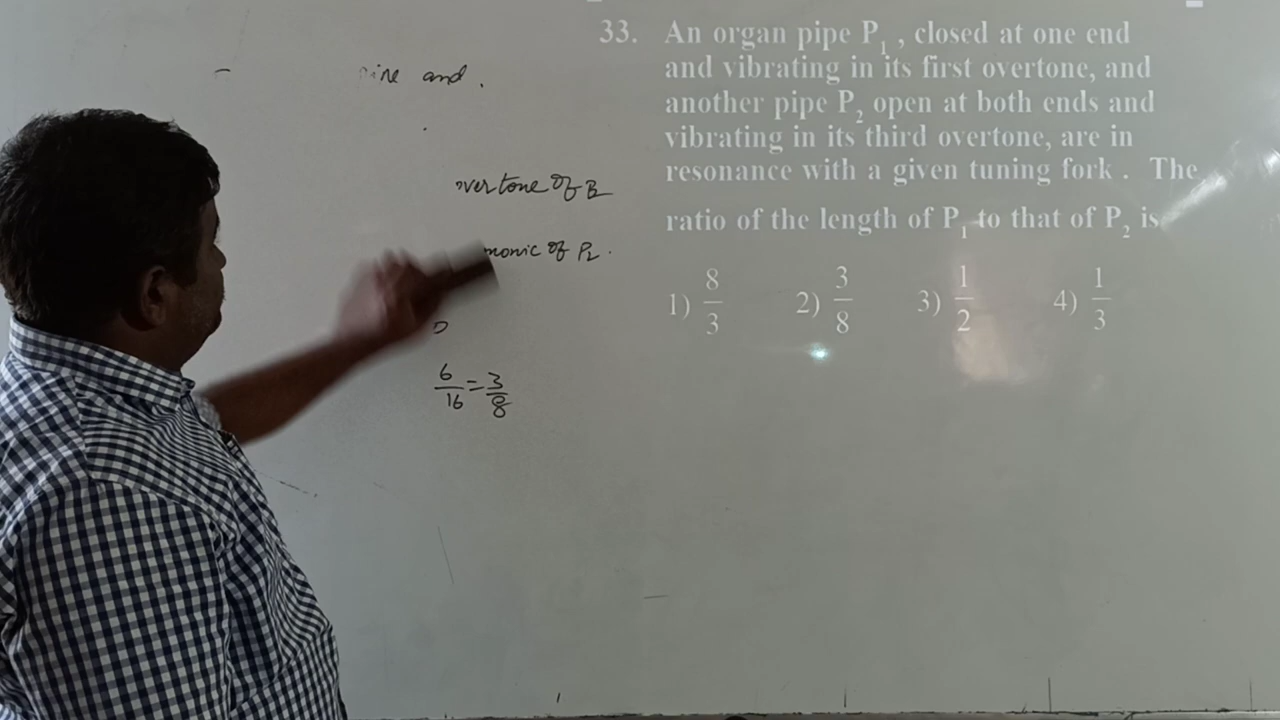 and.
overtone of P2
monic of P2.
6/16 = 3/8
33. An organ pipe P1 , closed at one end
and vibrating in its first overtone, and
another pipe P2 open at both ends and
vibrating in its third overtone, are in
resonance with a given tuning fork . The
ratio of the length of P1 to that of P2 is
1) 8/3 2) 3/8 3) 1/2 4) 1/3